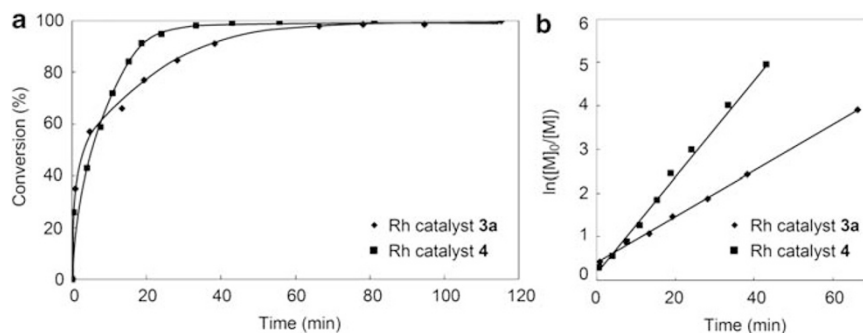 a
Conversion (%)
100
80
60
40
20
0
0 20 40 60 80 100 120
Time (min)
Rh catalyst 3a
Rh catalyst 4
b
ln([M]0/[M])
6
5
4
3
2
1
0
0 20 40 60
Time (min)
Rh catalyst 3a
Rh catalyst 4